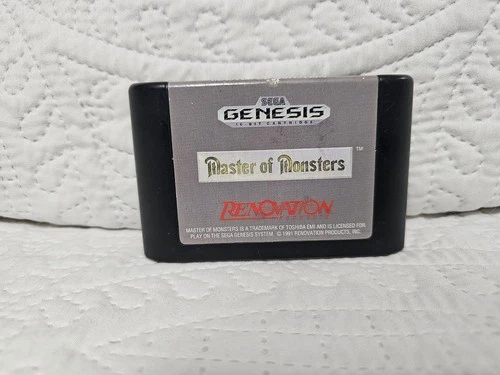 SEGA
GENESIS
16-BIT CARTRIDGE
Master of Monsters ™
RENOVATION
MASTER OF MONSTERS IS A TRADEMARK OF TOSHIBA EMI AND IS LICENSED FOR
PLAY ON THE SEGA GENESIS SYSTEM. © 1991 RENOVATION PRODUCTS, INC.